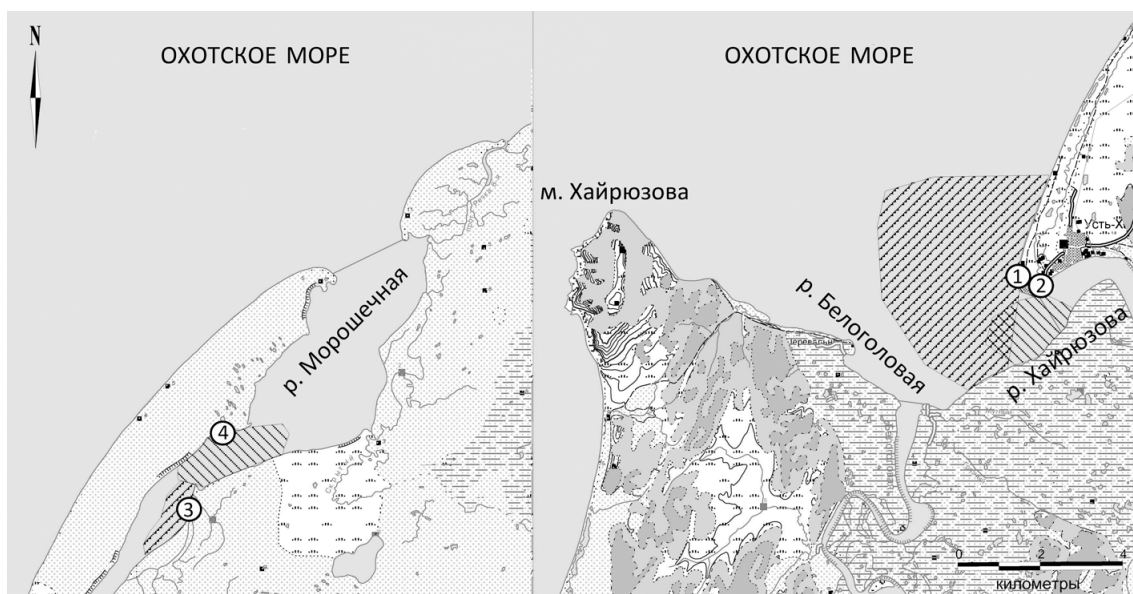 N
ОХОТСКОЕ МОРЕ
р. Морошечная
4
3
ОХОТСКОЕ МОРЕ
м. Хайрюзова
Усть-Х.
1
2
р. Белоголовая
р. Хайрюзова
0 2 4
километры